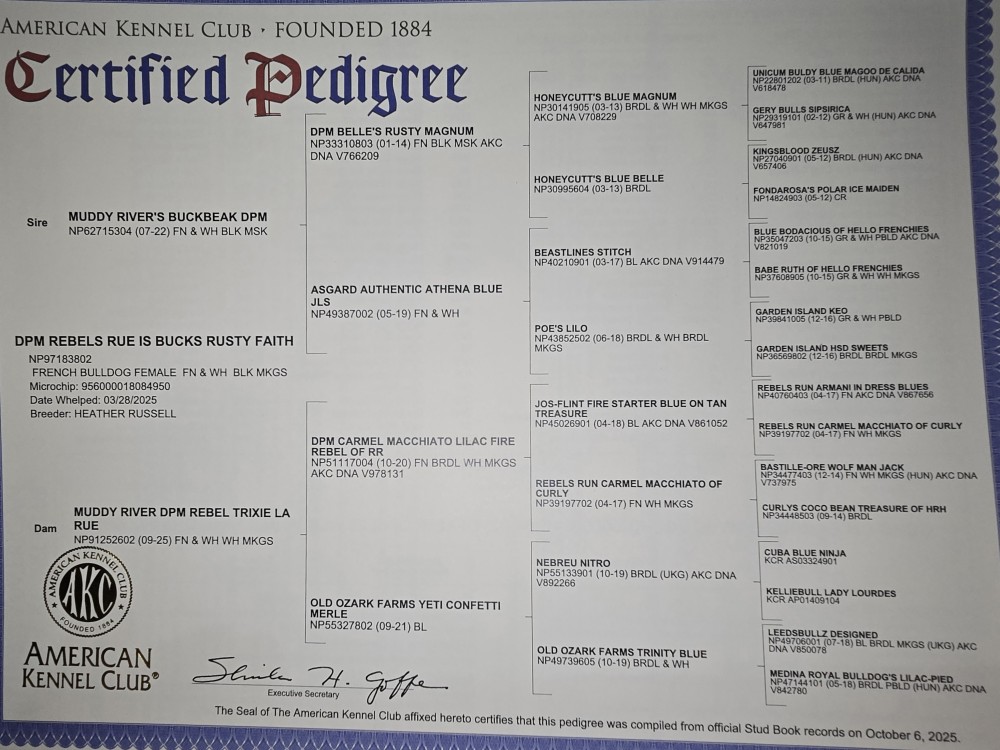 AMERICAN KENNEL CLUB · FOUNDED 1884
Certified Pedigree
Sire
MUDDY RIVER'S BUCKBEAK DPM
NP62715304 (07-22) FN & WH BLK MSK
DPM REBELS RUE IS BUCKS RUSTY FAITH
NP97183802
FRENCH BULLDOG FEMALE FN & WH BLK MKGS
Microchip: 956000018084950
Date Whelped: 03/28/2025
Breeder: HEATHER RUSSELL
Dam
MUDDY RIVER DPM REBEL TRIXIE LA
RUE
NP91252602 (09-25) FN & WH WH MKGS
DPM BELLE'S RUSTY MAGNUM
NP33310803 (01-14) FN BLK MSK AKC
DNA V766209
ASGARD AUTHENTIC ATHENA BLUE
JLS
NP49387002 (05-19) FN & WH
DPM CARMEL MACCHIATO LILAC FIRE
REBEL OF RR
NP51117004 (10-20) FN BRDL WH MKGS
AKC DNA V978131
OLD OZARK FARMS YETI CONFETTI
MERLE
NP55327802 (09-21) BL
HONEYCUTT'S BLUE MAGNUM
NP30141905 (03-13) BRDL & WH WH MKGS
AKC DNA V708229
HONEYCUTT'S BLUE BELLE
NP30995604 (03-13) BRDL
BEASTLINES STITCH
NP40210901 (03-17) BL AKC DNA V914479
POE'S LILO
NP43852502 (06-18) BRDL & WH BRDL
MKGS
JOS-FLINT FIRE STARTER BLUE ON TAN
TREASURE
NP45026901 (04-18) BL AKC DNA V861052
REBELS RUN CARMEL MACCHIATO OF
CURLY
NP39197702 (04-17) FN WH MKGS
NEBREU NITRO
NP55133901 (10-19) BRDL (UKG) AKC DNA
V892266
OLD OZARK FARMS TRINITY BLUE
NP49739605 (10-19) BRDL & WH
UNICUM BULDY BLUE MAGOO DE CALIDA
NP22801202 (03-11) BRDL (HUN) AKC DNA
V618478
GERY BULLS SIPSIRICA
NP29319101 (02-12) GR & WH (HUN) AKC DNA
V647981
KINGSBLOOD ZEUSZ
NP27040901 (05-12) BRDL (HUN) AKC DNA
V657406
FONDAROSA'S POLAR ICE MAIDEN
NP14824903 (05-12) CR
BLUE BODACIOUS OF HELLO FRENCHIES
NP35047203 (10-15) GR & WH PBLD AKC DNA
V821019
BABE RUTH OF HELLO FRENCHIES
NP37608905 (10-15) GR & WH WH MKGS
GARDEN ISLAND KEO
NP39841005 (12-16) GR & WH PBLD
GARDEN ISLAND HSD SWEETS
NP36569802 (12-16) BRDL BRDL MKGS
REBELS RUN ARMANI IN DRESS BLUES
NP40760403 (04-17) FN AKC DNA V867656
REBELS RUN CARMEL MACCHIATO OF CURLY
NP39197702 (04-17) FN WH MKGS
BASTILLE-ORE WOLF MAN JACK
NP34477403 (12-14) FN WH MKGS (HUN) AKC DNA
V737975
CURLYS COCO BEAN TREASURE OF HRH
NP34448503 (09-14) BRDL
CUBA BLUE NINJA
KCR AS03324901
KELLIEBULL LADY LOURDES
KCR AP01409104
LEEDSBULLZ DESIGNED
NP49706001 (07-18) BL BRDL MKGS (UKG) AKC
DNA V850078
MEDINA ROYAL BULLDOG'S LILAC-PIED
NP47144101 (05-18) BRDL PBLD (HUN) AKC DNA
V842780
AMERICAN KENNEL CLUB
AKC
FOUNDED 1884
AMERICAN
KENNEL CLUB®
Executive Secretary
The Seal of The American Kennel Club affixed hereto certifies that this pedigree was compiled from official Stud Book records on October 6, 2025.